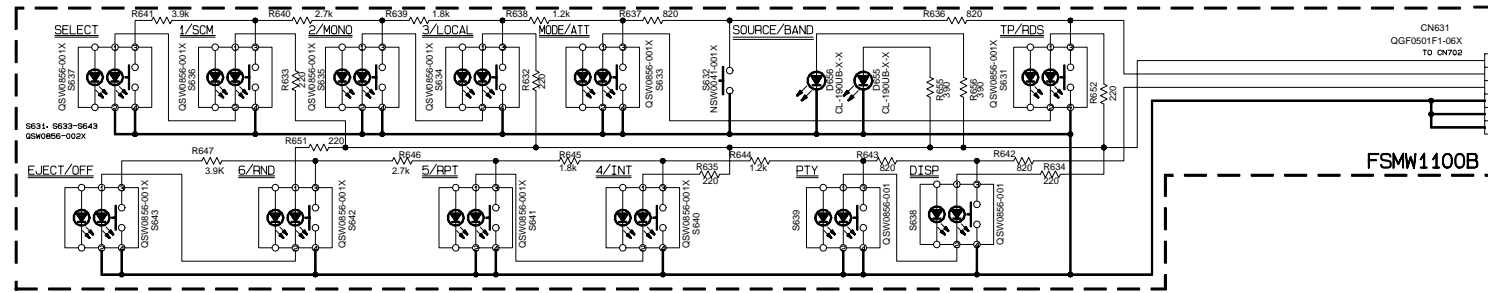 R641 3.9k R640 2.7k R639 1.8k R638 1.2k R637 820 R636 820
SELECT 1/SCM 2/MONO 3/LOCAL MODE/ATT SOURCE/BAND TP/RDS
CN631
QGF0501F1-06X
TO CN702
QSW0856-001X
S637
QSW0856-001X
S636
R633
220
QSW0856-001X
S635
QSW0856-001X
S634
R632
220
QSW0856-001X
S633
S632
NSW0041-001X
D656
CL-190UB-X-X
D655
CL-190UB-X-X
R655
390
R656
390
QSW0856-001X
S631
R652
220
S631, S633-S643
QSW0856-002X
R651 220
FSMW1100B
R647
3.9K
R646
2.7k
R645
1.8k
R635
220
R644
1.2k
R643
820
R642
820
R634
220
EJECT/OFF 6/RND 5/RPT 4/INT PTY DISP
QSW0856-001X
S643
QSW0856-001X
S642
QSW0856-001X
S641
QSW0856-001X
S640
S639
QSW0856-001
S638
QSW0856-001